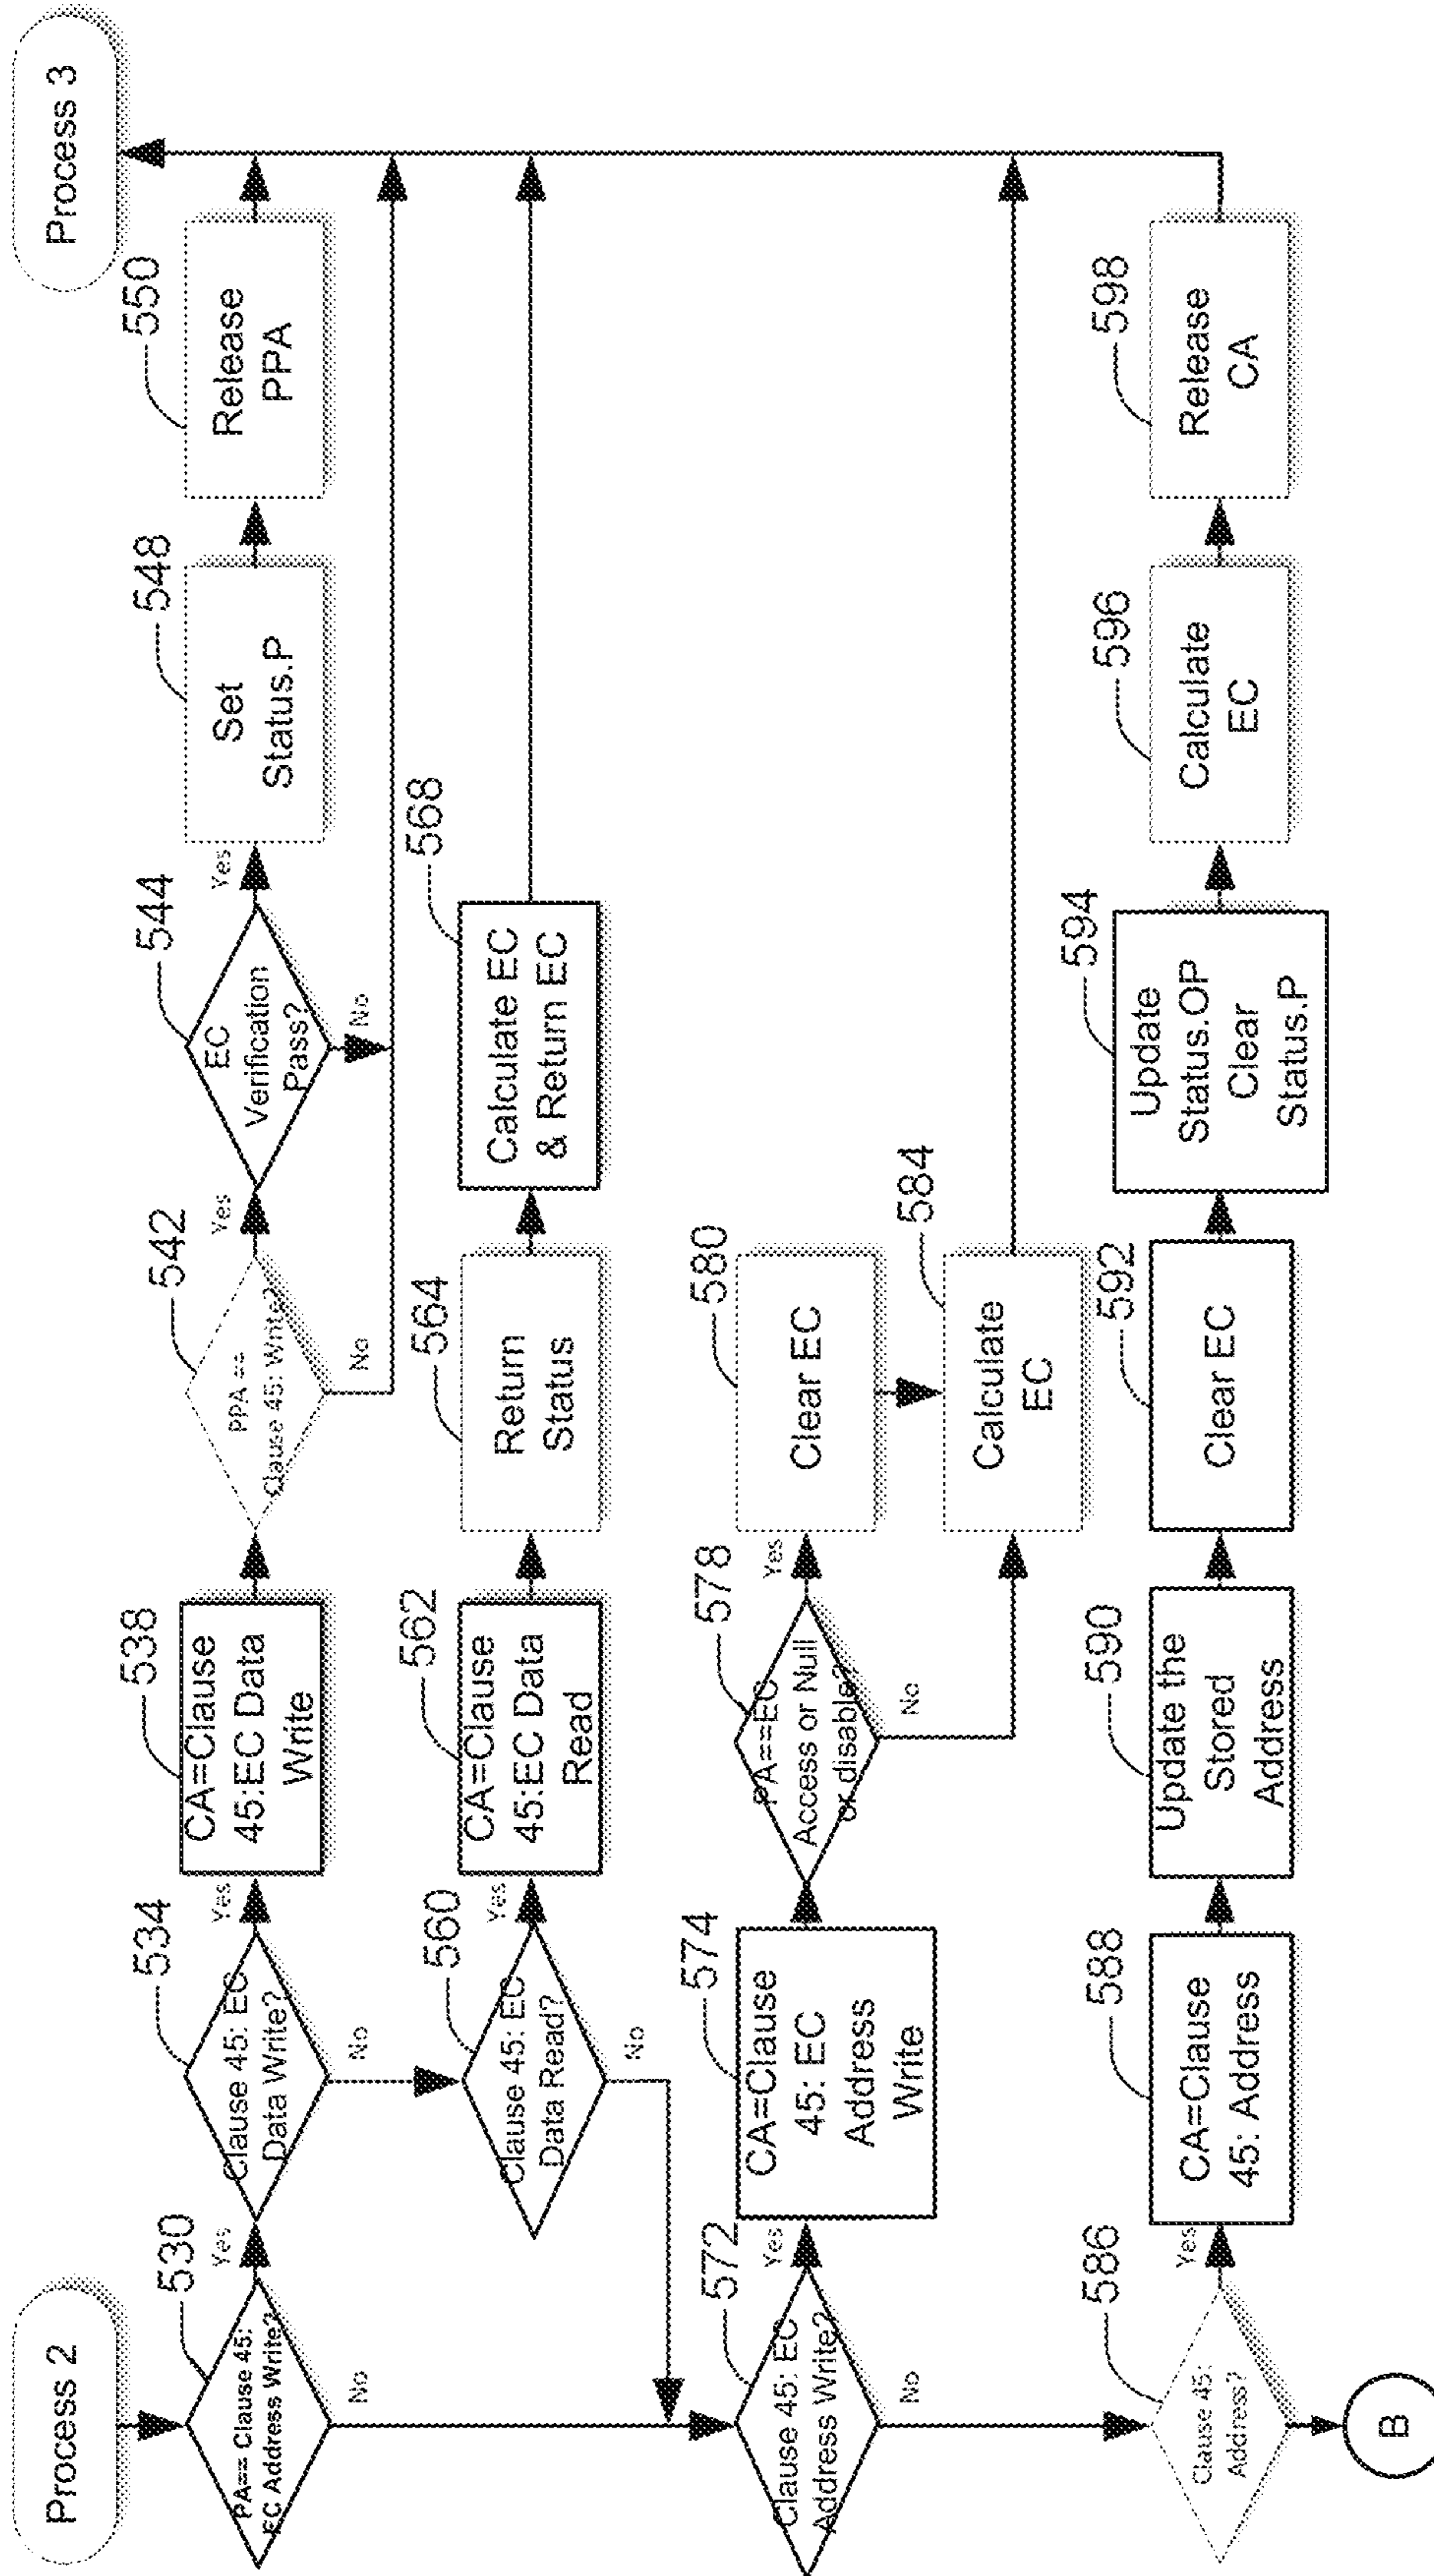 Process 2
Process 3
530
PA== Clause 45:
EC Address Write?
Yes
No
534
Clause 45: EC
Data Write?
Yes
No
538
CA=Clause
45:EC Data
Write
542
PPA ==
Clause 45: Write?
Yes
No
544
EC
Verification
Pass?
Yes
No
548
Set
Status.P
550
Release
PPA
560
Clause 45: EC
Data Read?
Yes
No
562
CA=Clause
45:EC Data
Read
564
Return
Status
568
Calculate EC
& Return EC
572
Clause 45: EC
Address Write?
Yes
No
574
CA=Clause
45: EC
Address
Write
578
PA==EC
Access or Null
or disable?
Yes
No
580
Clear EC
584
Calculate
EC
586
Clause 45:
Address?
Yes
588
CA=Clause
45: Address
590
Update the
Stored
Address
592
Clear EC
594
Update
Status.OP
Clear
Status.P
596
Calculate
EC
598
Release
CA
B